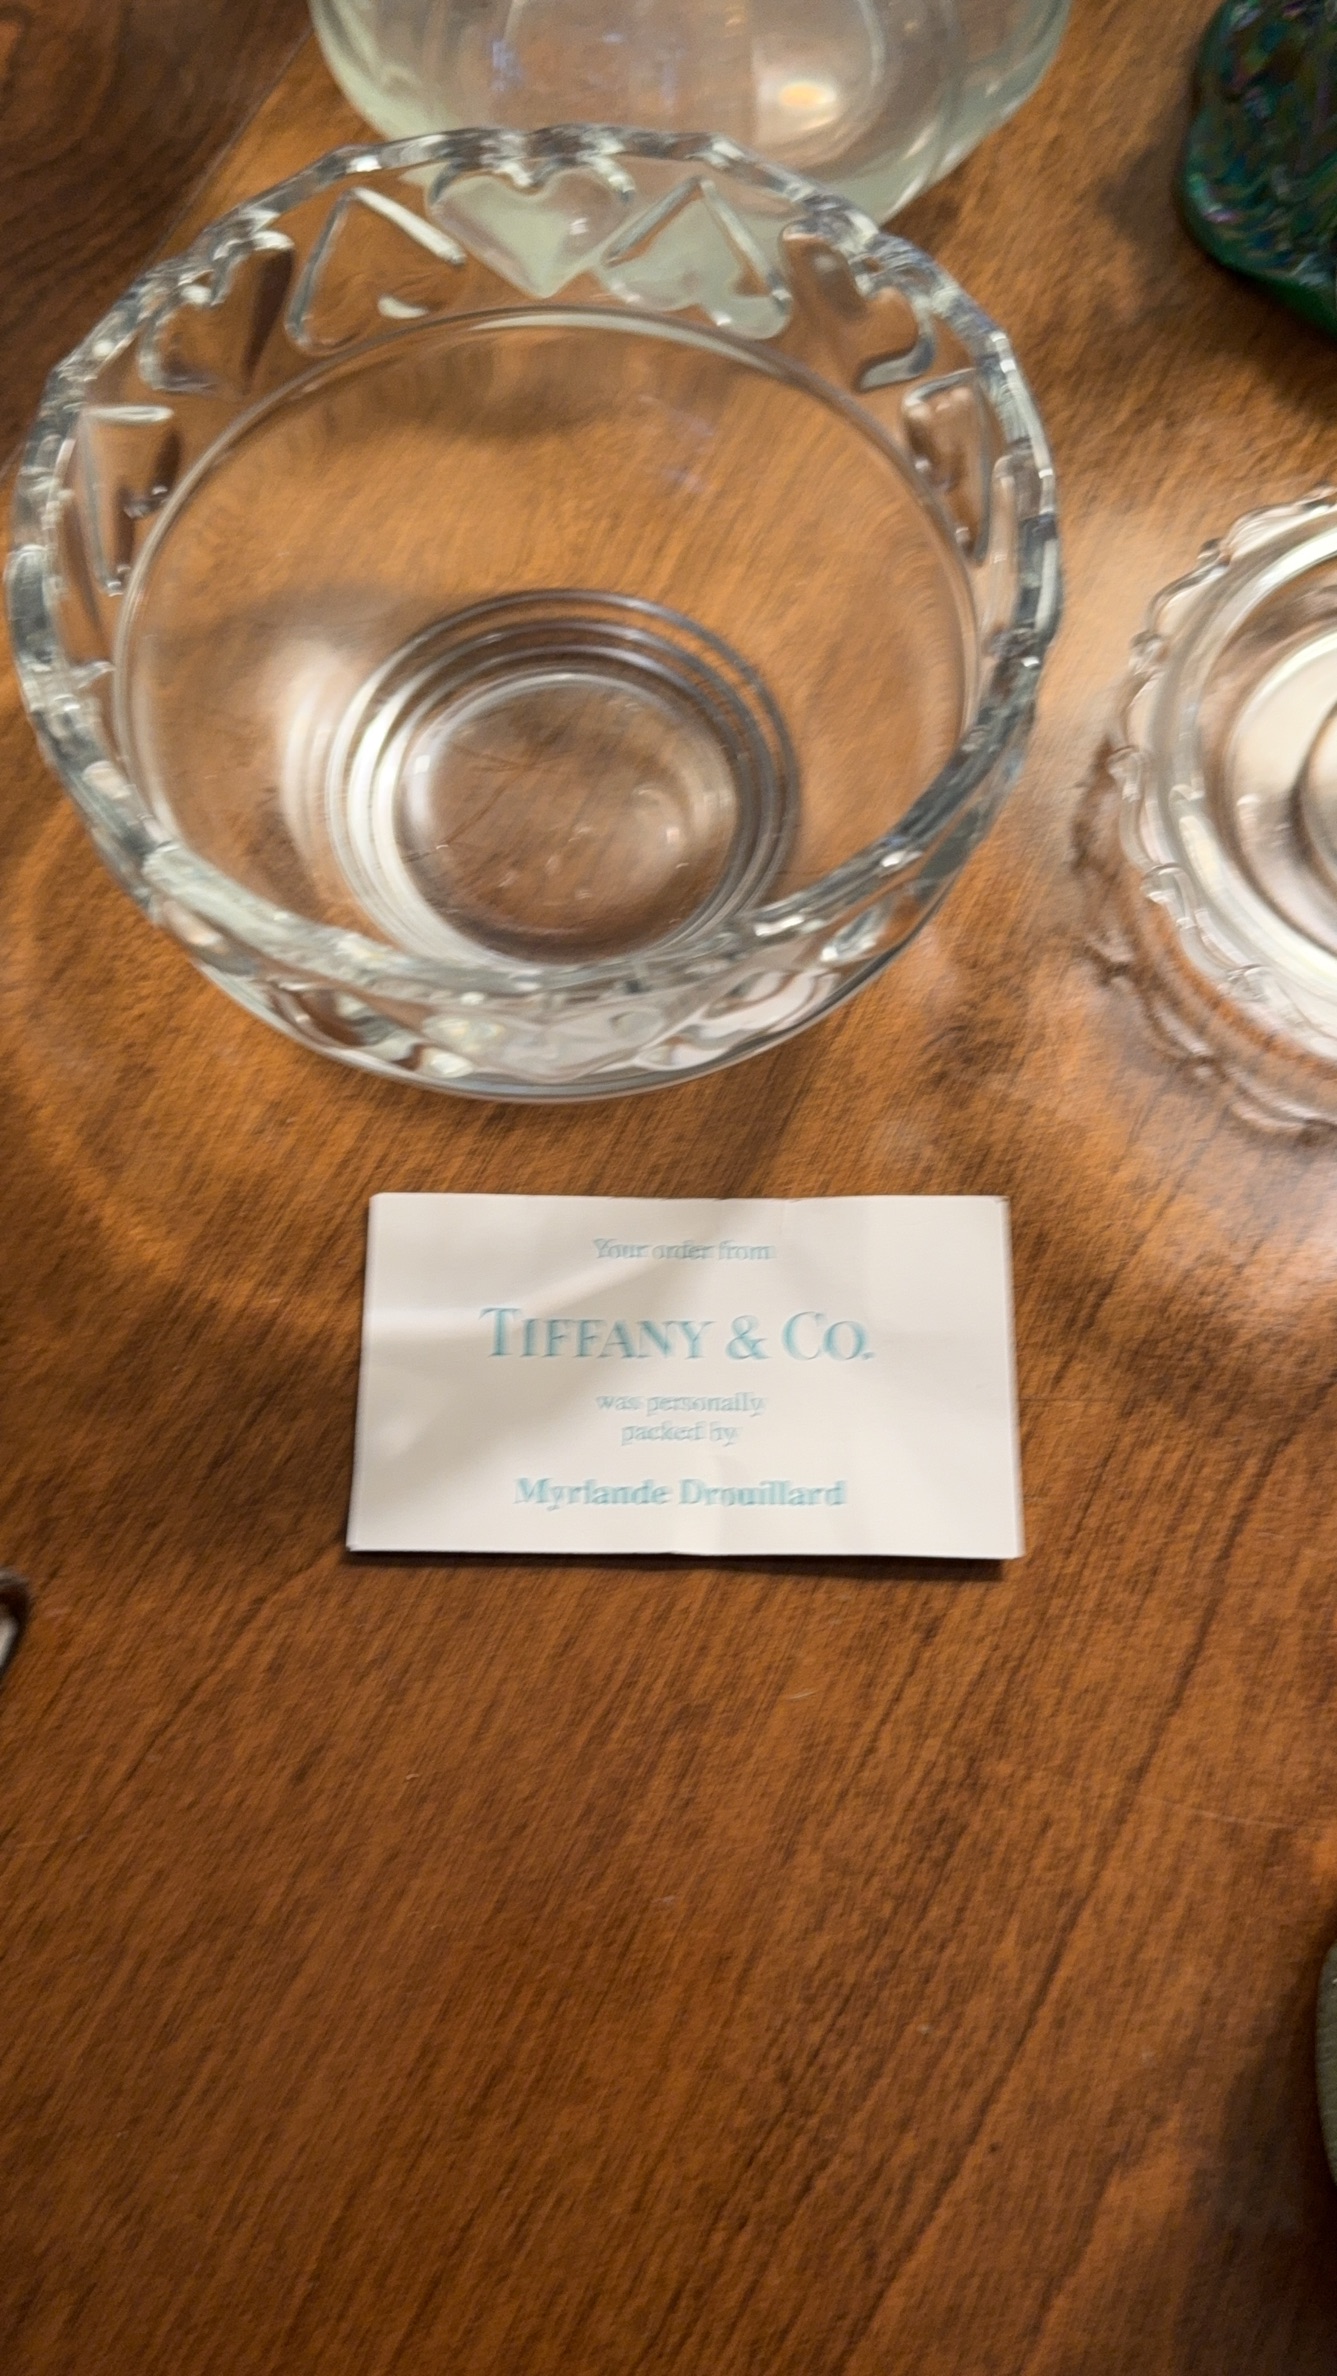 Your order from
TIFFANY & CO.
was personally
packed by
Myrlande Drouillard